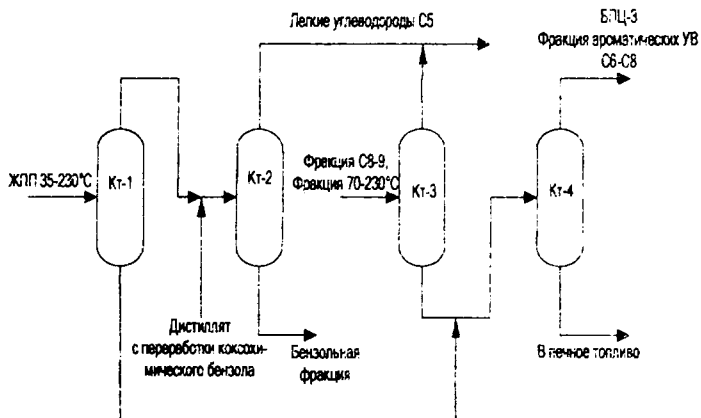 Легкие углеводороды С5
БПЦ-3
Фракция ароматических УВ
С6-С8
ЖПП 35-230°С
Кт-1
Кт-2
Фракция С8-9,
Фракция 70-230°С
Кт-3
Кт-4
Дистиллят
с переработки коксохи-
мического бензола
Бензольная
фракция
В печное топливо